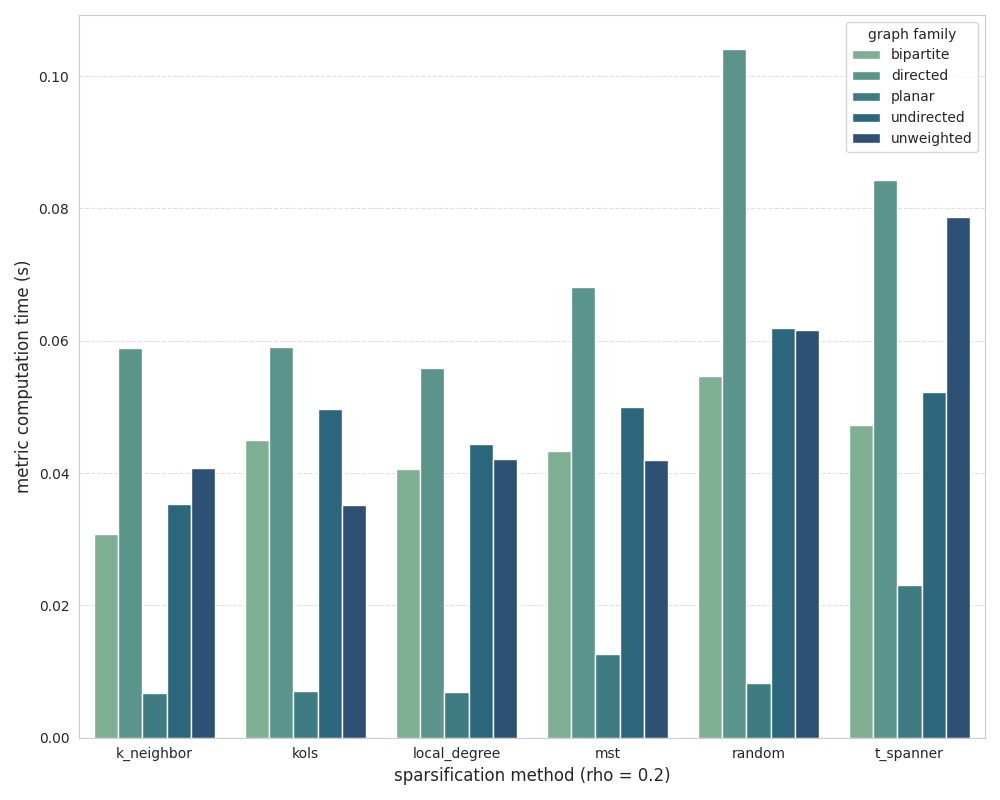 graph family
bipartite
directed
planar
undirected
unweighted
metric computation time (s)
0.10
0.08
0.06
0.04
0.02
0.00
k_neighbor
kols
local_degree
mst
random
t_spanner
sparsification method (rho = 0.2)